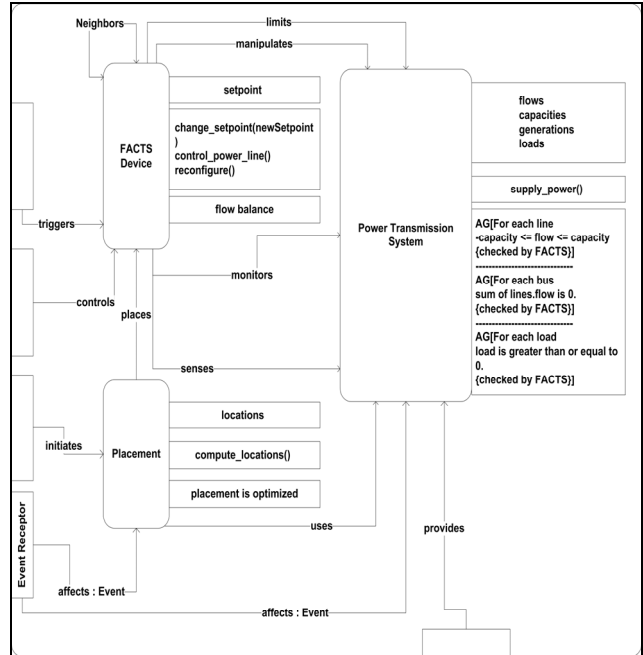 limits
Neighbors
manipulates
FACTS
Device
setpoint
change_setpoint(newSetpoint
)
control_power_line()
reconfigure()
flow balance
Power Transmission
System
flows
capacities
generations
loads
supply_power()
AG[For each line
-capacity <= flow <= capacity
{checked by FACTS}]
------------------------------
AG[For each bus
sum of lines.flow is 0.
{checked by FACTS}]
------------------------------
AG[For each load
load is greater than or equal to
0.
{checked by FACTS}]
triggers
monitors
controls
places
senses
initiates
Placement
locations
compute_locations()
placement is optimized
uses
provides
Event Receptor
affects : Event
affects : Event